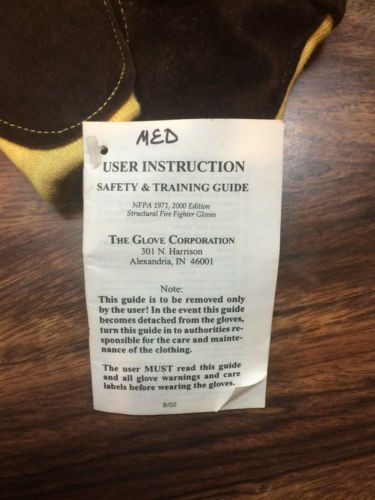 MED
USER INSTRUCTION
SAFETY & TRAINING GUIDE
NFPA 1971, 2000 Edition
Structural Fire Fighter Gloves
THE GLOVE CORPORATION
301 N. Harrison
Alexandria, IN 46001
Note:
This guide is to be removed only
by the user! In the event this guide
becomes detached from the gloves,
turn this guide in to authorities re-
sponsible for the care and mainte-
nance of the clothing.
The user MUST read this guide
and all glove warnings and care
labels before wearing the gloves.
8/02